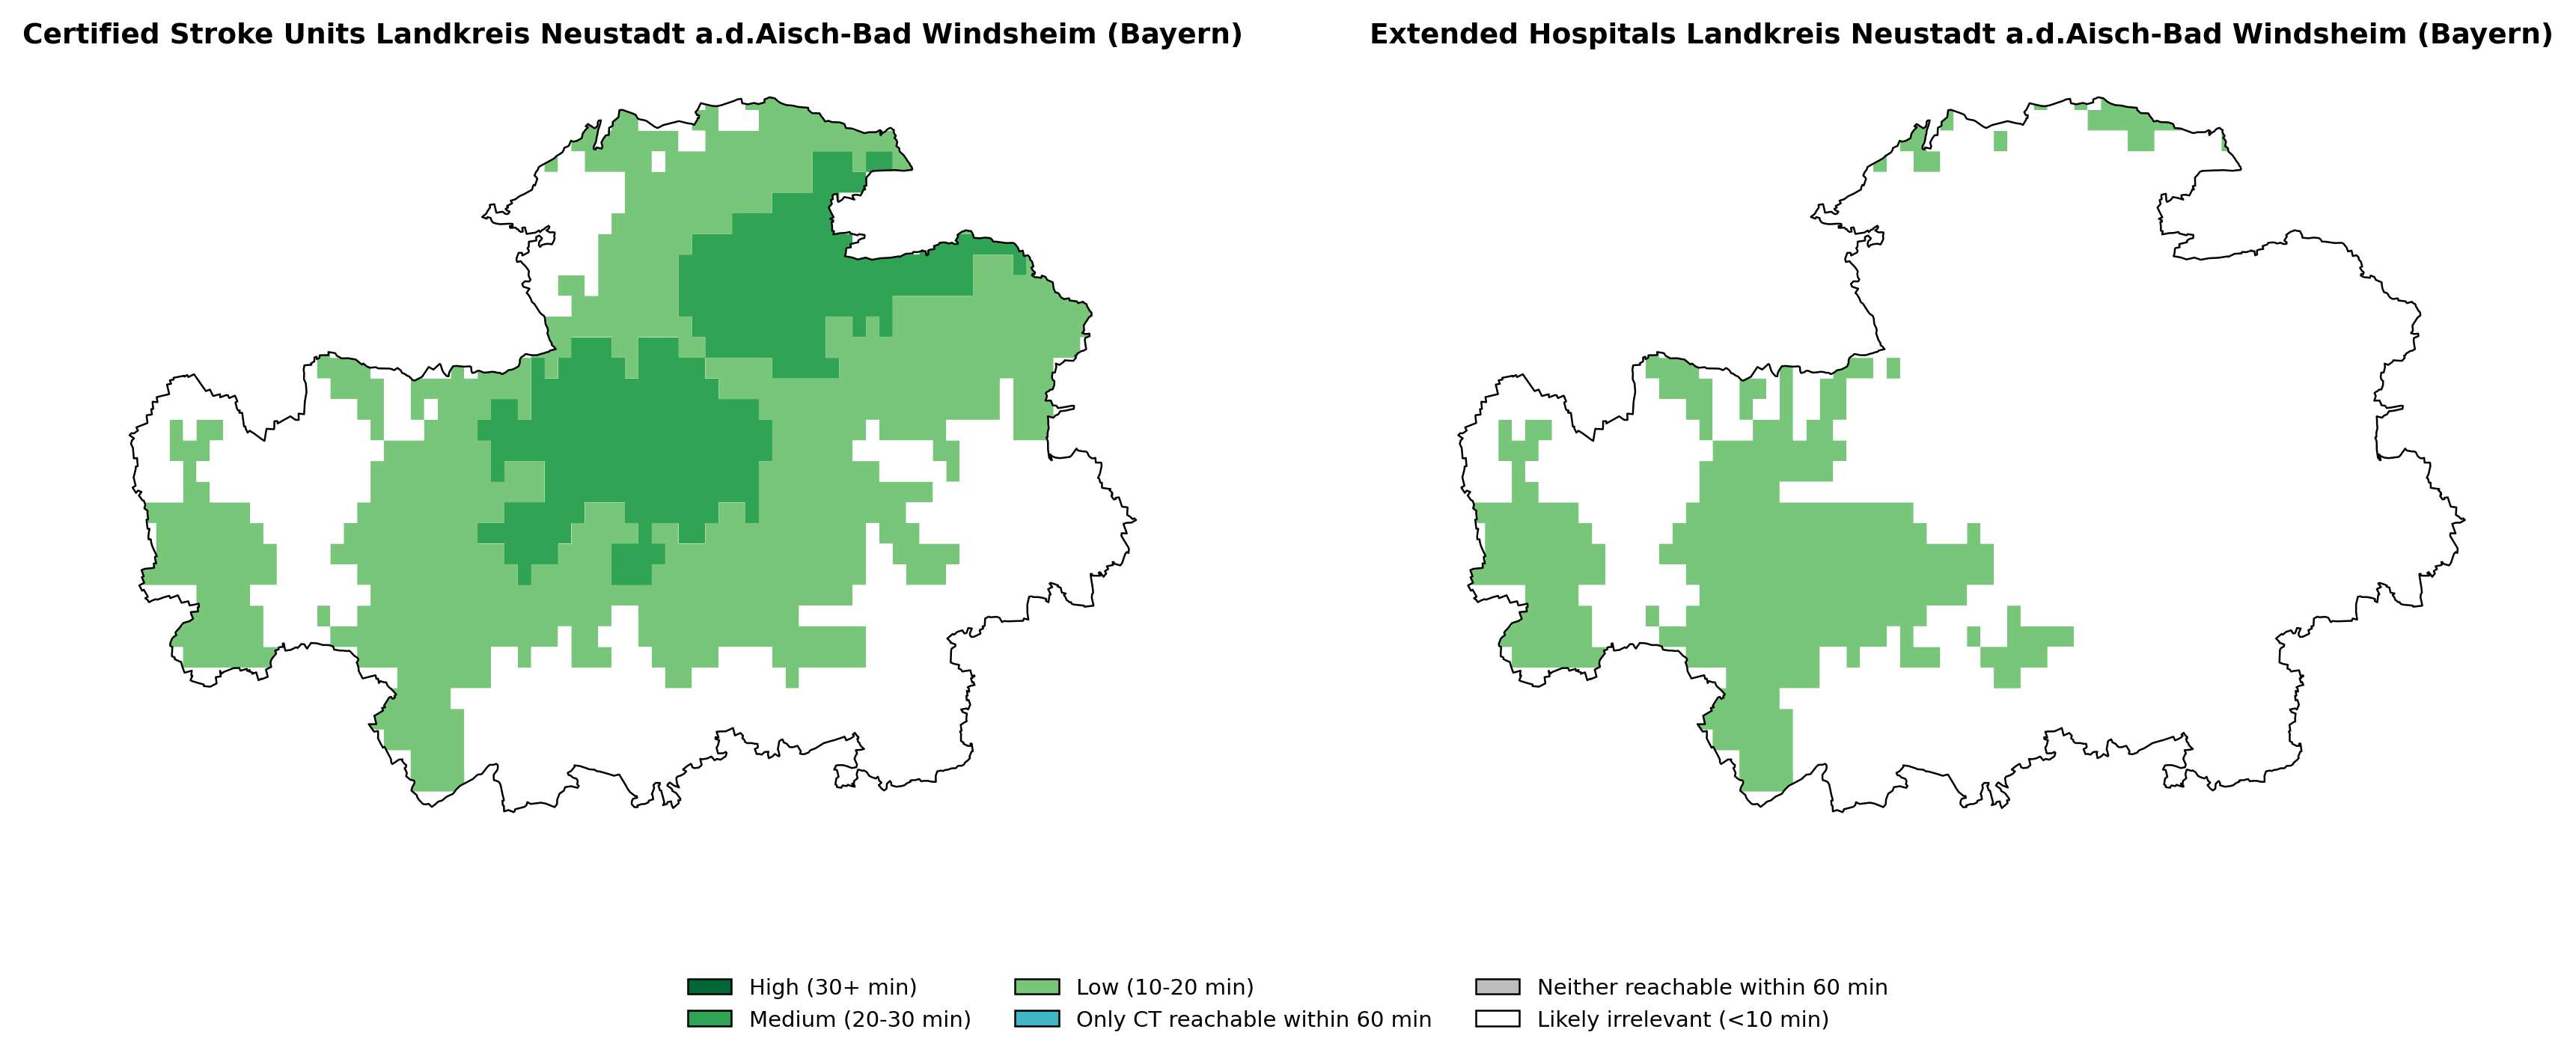 Certified Stroke Units Landkreis Neustadt a.d.Aisch-Bad Windsheim (Bayern)
Extended Hospitals Landkreis Neustadt a.d.Aisch-Bad Windsheim (Bayern)
High (30+ min)
Medium (20-30 min)
Low (10-20 min)
Only CT reachable within 60 min
Neither reachable within 60 min
Likely irrelevant (<10 min)